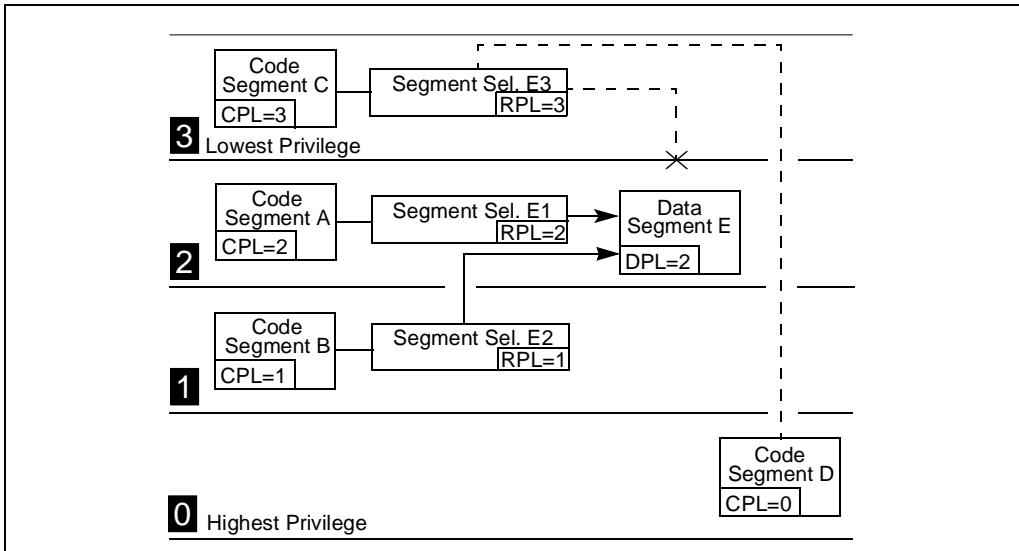 Code
Segment C
CPL=3
Segment Sel. E3
RPL=3
3
Lowest Privilege
Code
Segment A
CPL=2
Segment Sel. E1
RPL=2
Data
Segment E
DPL=2
2
Code
Segment B
CPL=1
Segment Sel. E2
RPL=1
1
Code
Segment D
CPL=0
0
Highest Privilege